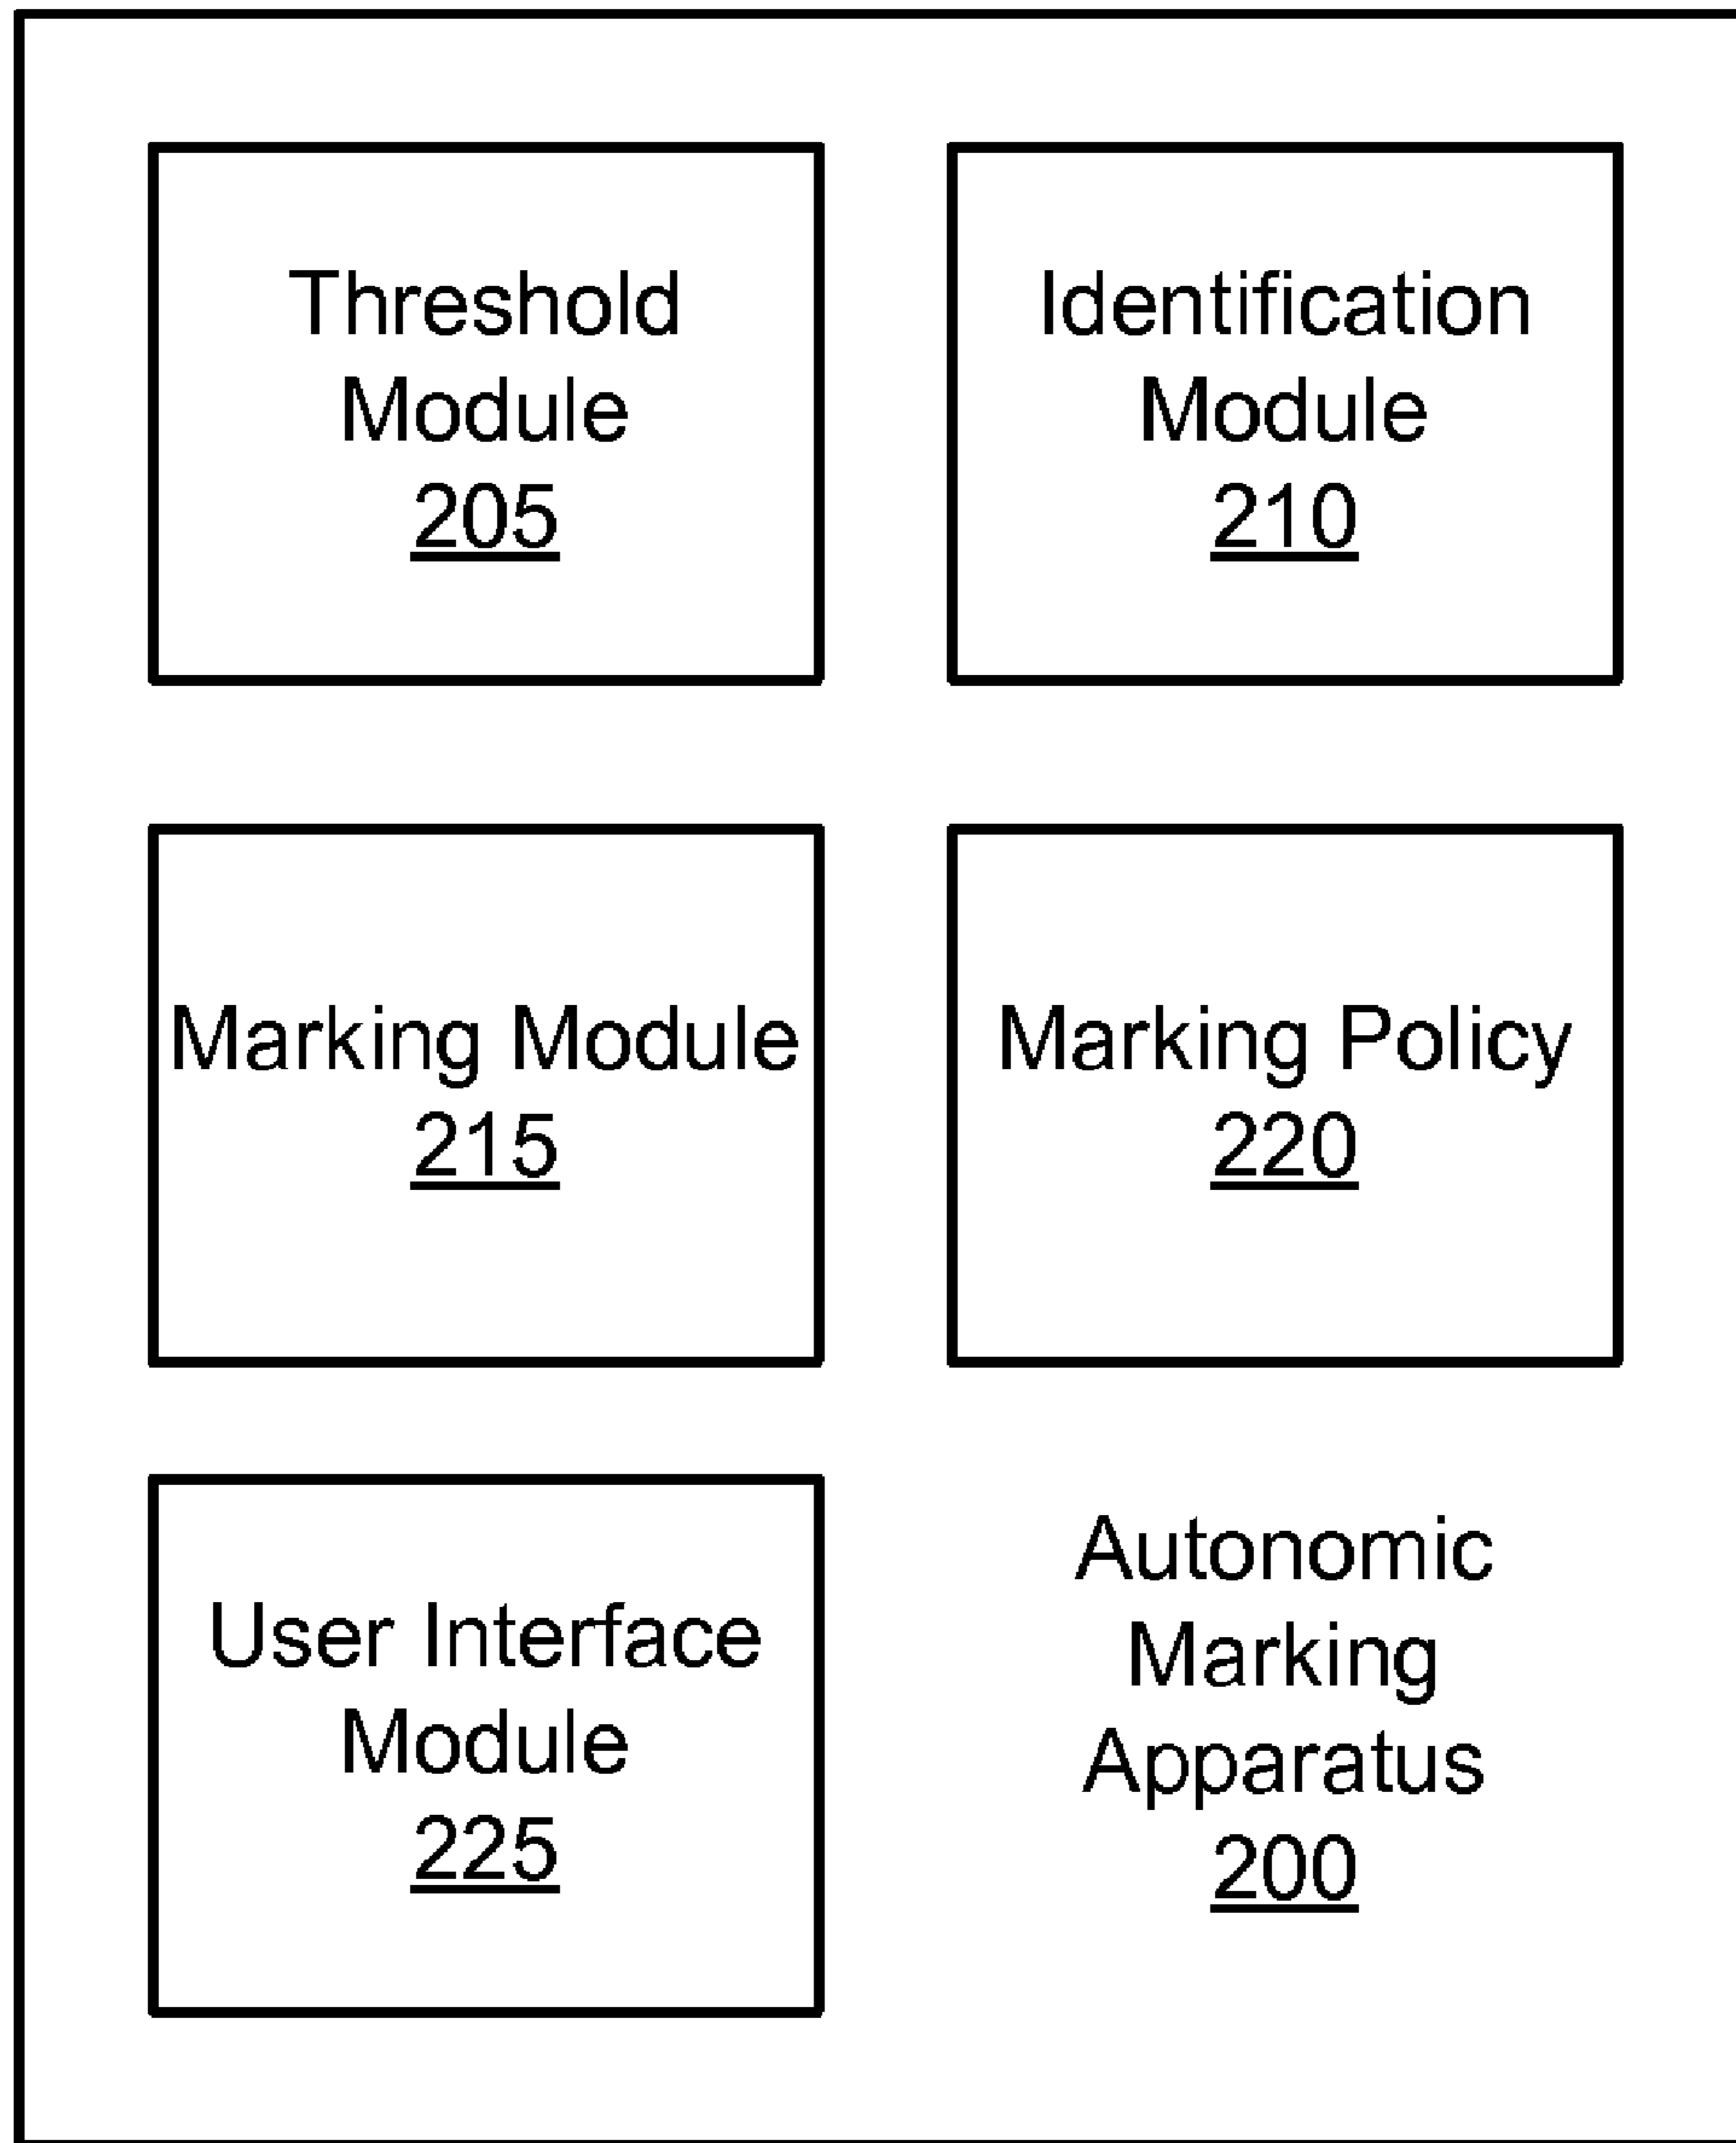 Threshold
Module
205
Identification
Module
210
Marking Module
215
Marking Policy
220
User Interface
Module
225
Autonomic
Marking
Apparatus
200